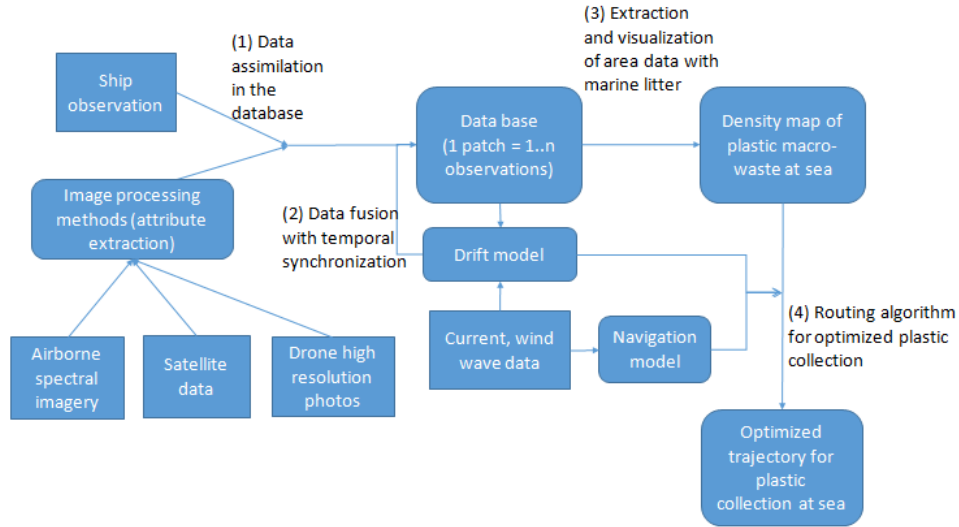 (1) Data
assimilation
in the
database
Ship
observation
(3) Extraction
and visualization
of area data with
marine litter
Data base
(1 patch = 1..n
observations)
Density map of
plastic macro-
waste at sea
Image processing
methods (attribute
extraction)
(2) Data fusion
with temporal
synchronization
Drift model
Current, wind
wave data
Navigation
model
(4) Routing algorithm
for optimized plastic
collection
Airborne
spectral
imagery
Satellite
data
Drone high
resolution
photos
Optimized
trajectory for
plastic
collection at sea